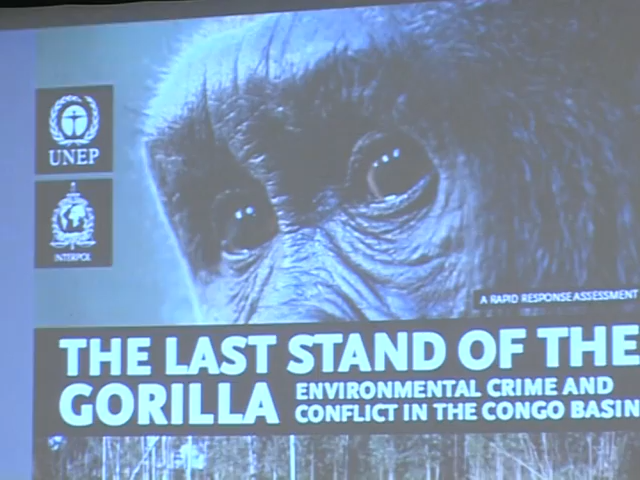 UNEP
INTERPOL
A RAPID RESPONSE ASSESSMENT
THE LAST STAND OF THE
GORILLA
ENVIRONMENTAL CRIME AND
CONFLICT IN THE CONGO BASIN